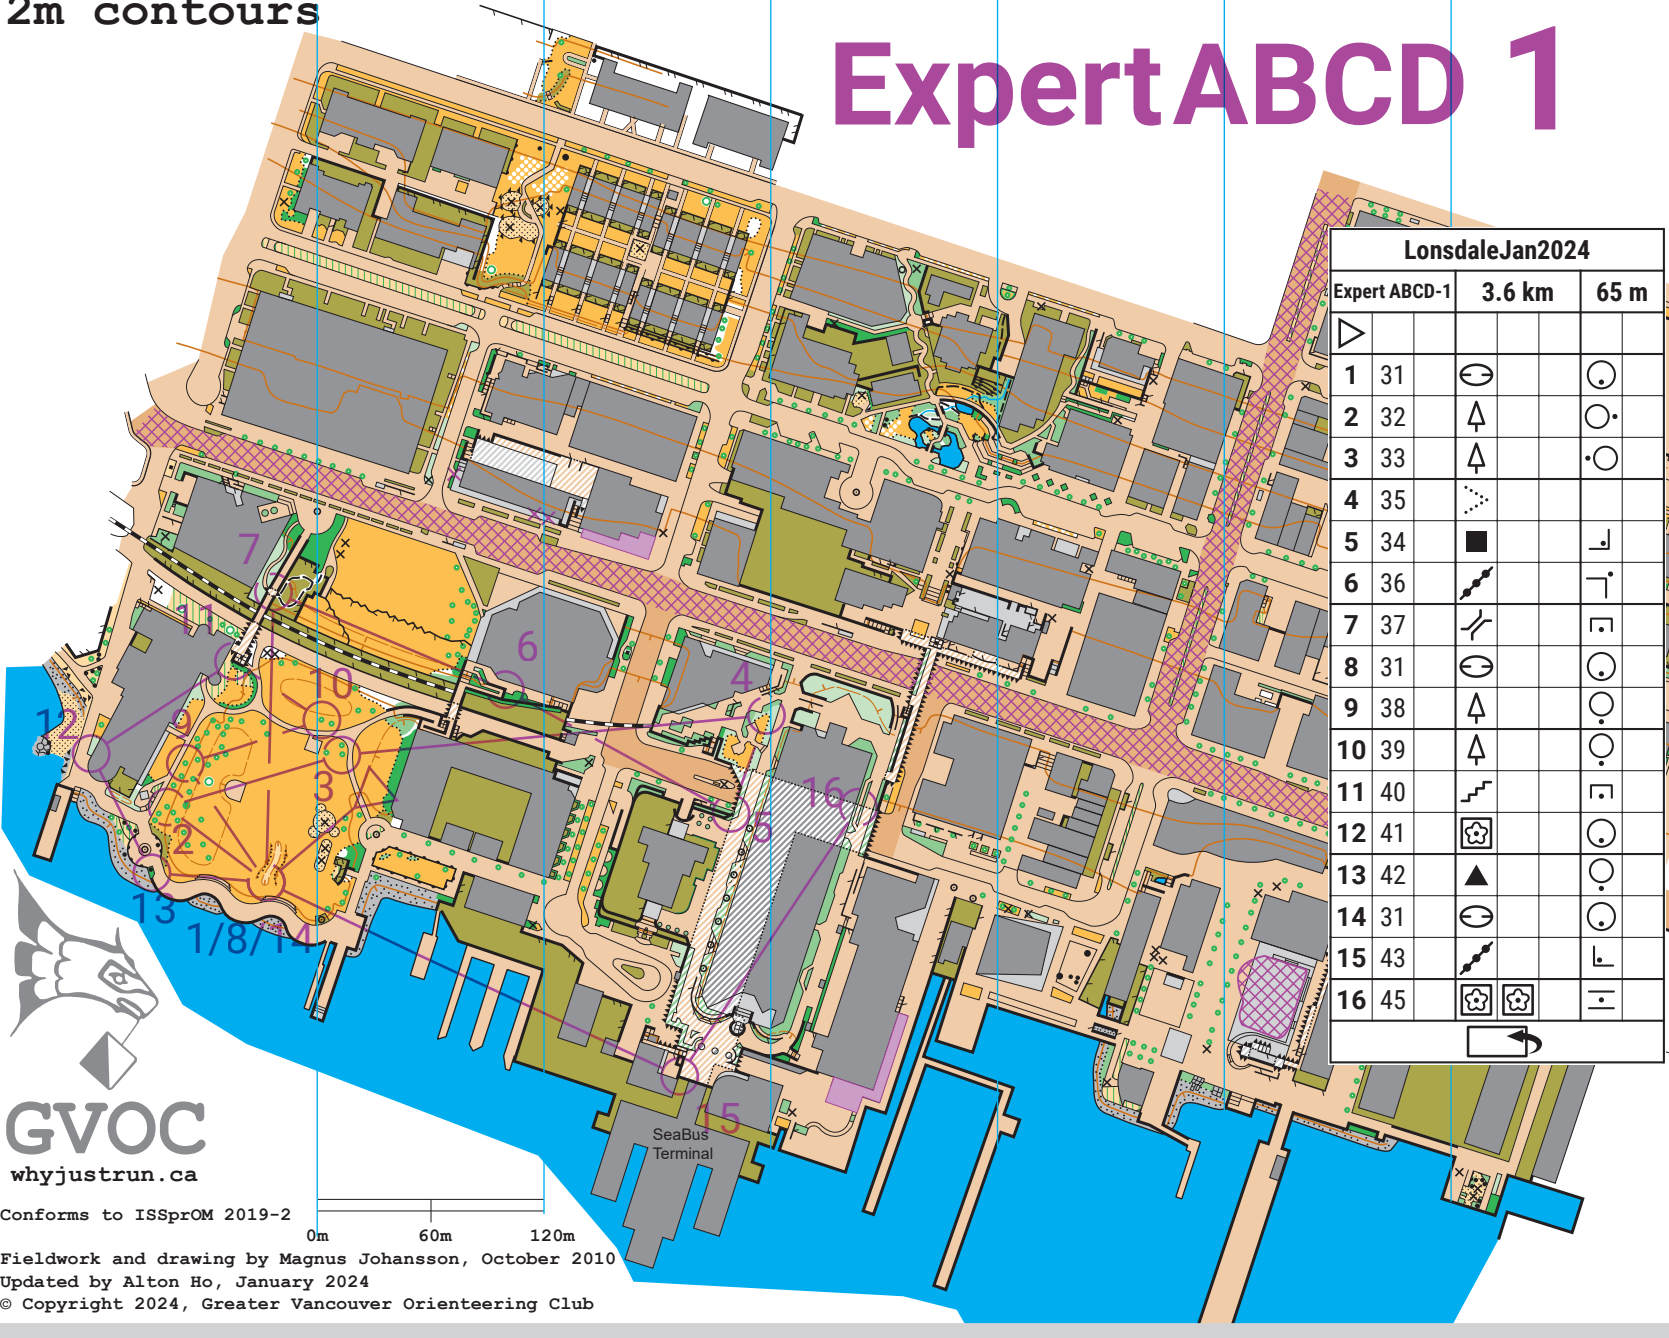 2m contours
Expert ABCD 1
LonsdaleJan2024
Expert ABCD-1 3.6 km 65 m
1 31
2 32
3 33
4 35
5 34
6 36
7 37
8 31
9 38
10 39
11 40
12 41
13 42
14 31
15 43
16 45
7
11
6
10
4
12
9
3
16
5
2
13
1/8/14
15
SeaBus
Terminal
GVOC
whyjustrun.ca
Conforms to ISSprOM 2019-2
0m 60m 120m
Fieldwork and drawing by Magnus Johansson, October 2010
Updated by Alton Ho, January 2024
© Copyright 2024, Greater Vancouver Orienteering Club